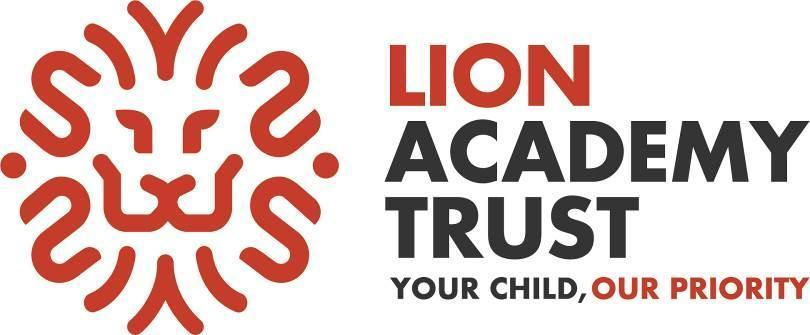 LION
ACADEMY
TRUST
YOUR CHILD, OUR PRIORITY